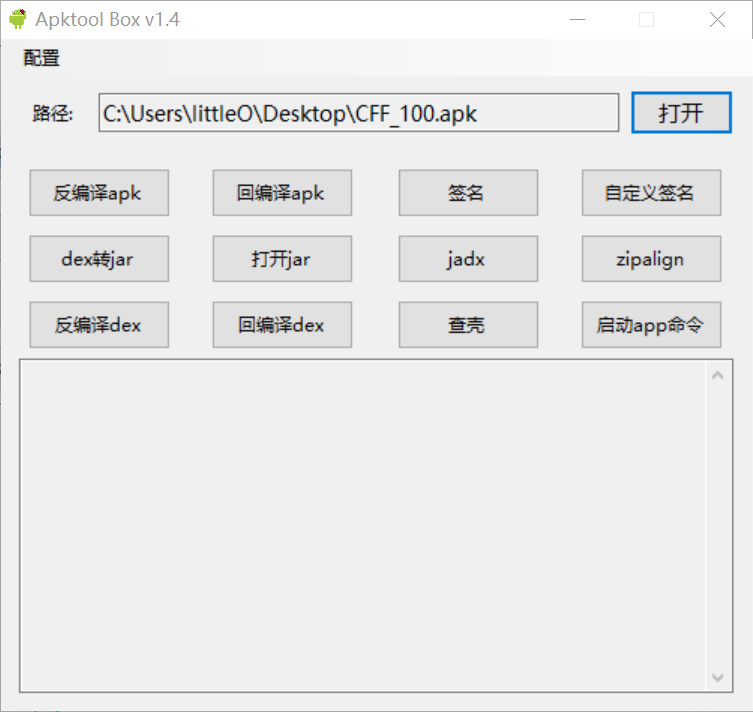 Apktool Box v1.4
配置
路径: C:\Users\littleO\Desktop\CFF_100.apk 打开
反编译apk 回编译apk 签名 自定义签名
dex转jar 打开jar jadx zipalign
反编译dex 回编译dex 查壳 启动app命令